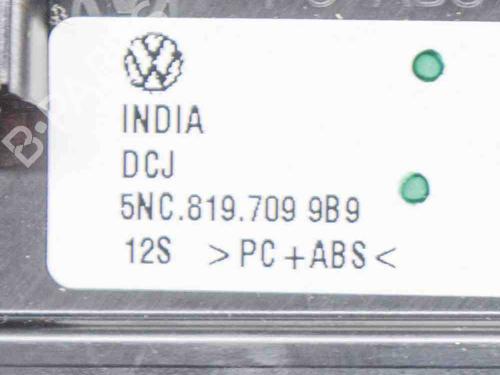 INDIA
DCJ
5NC.819.709 9B9
12S >PC+ABS<